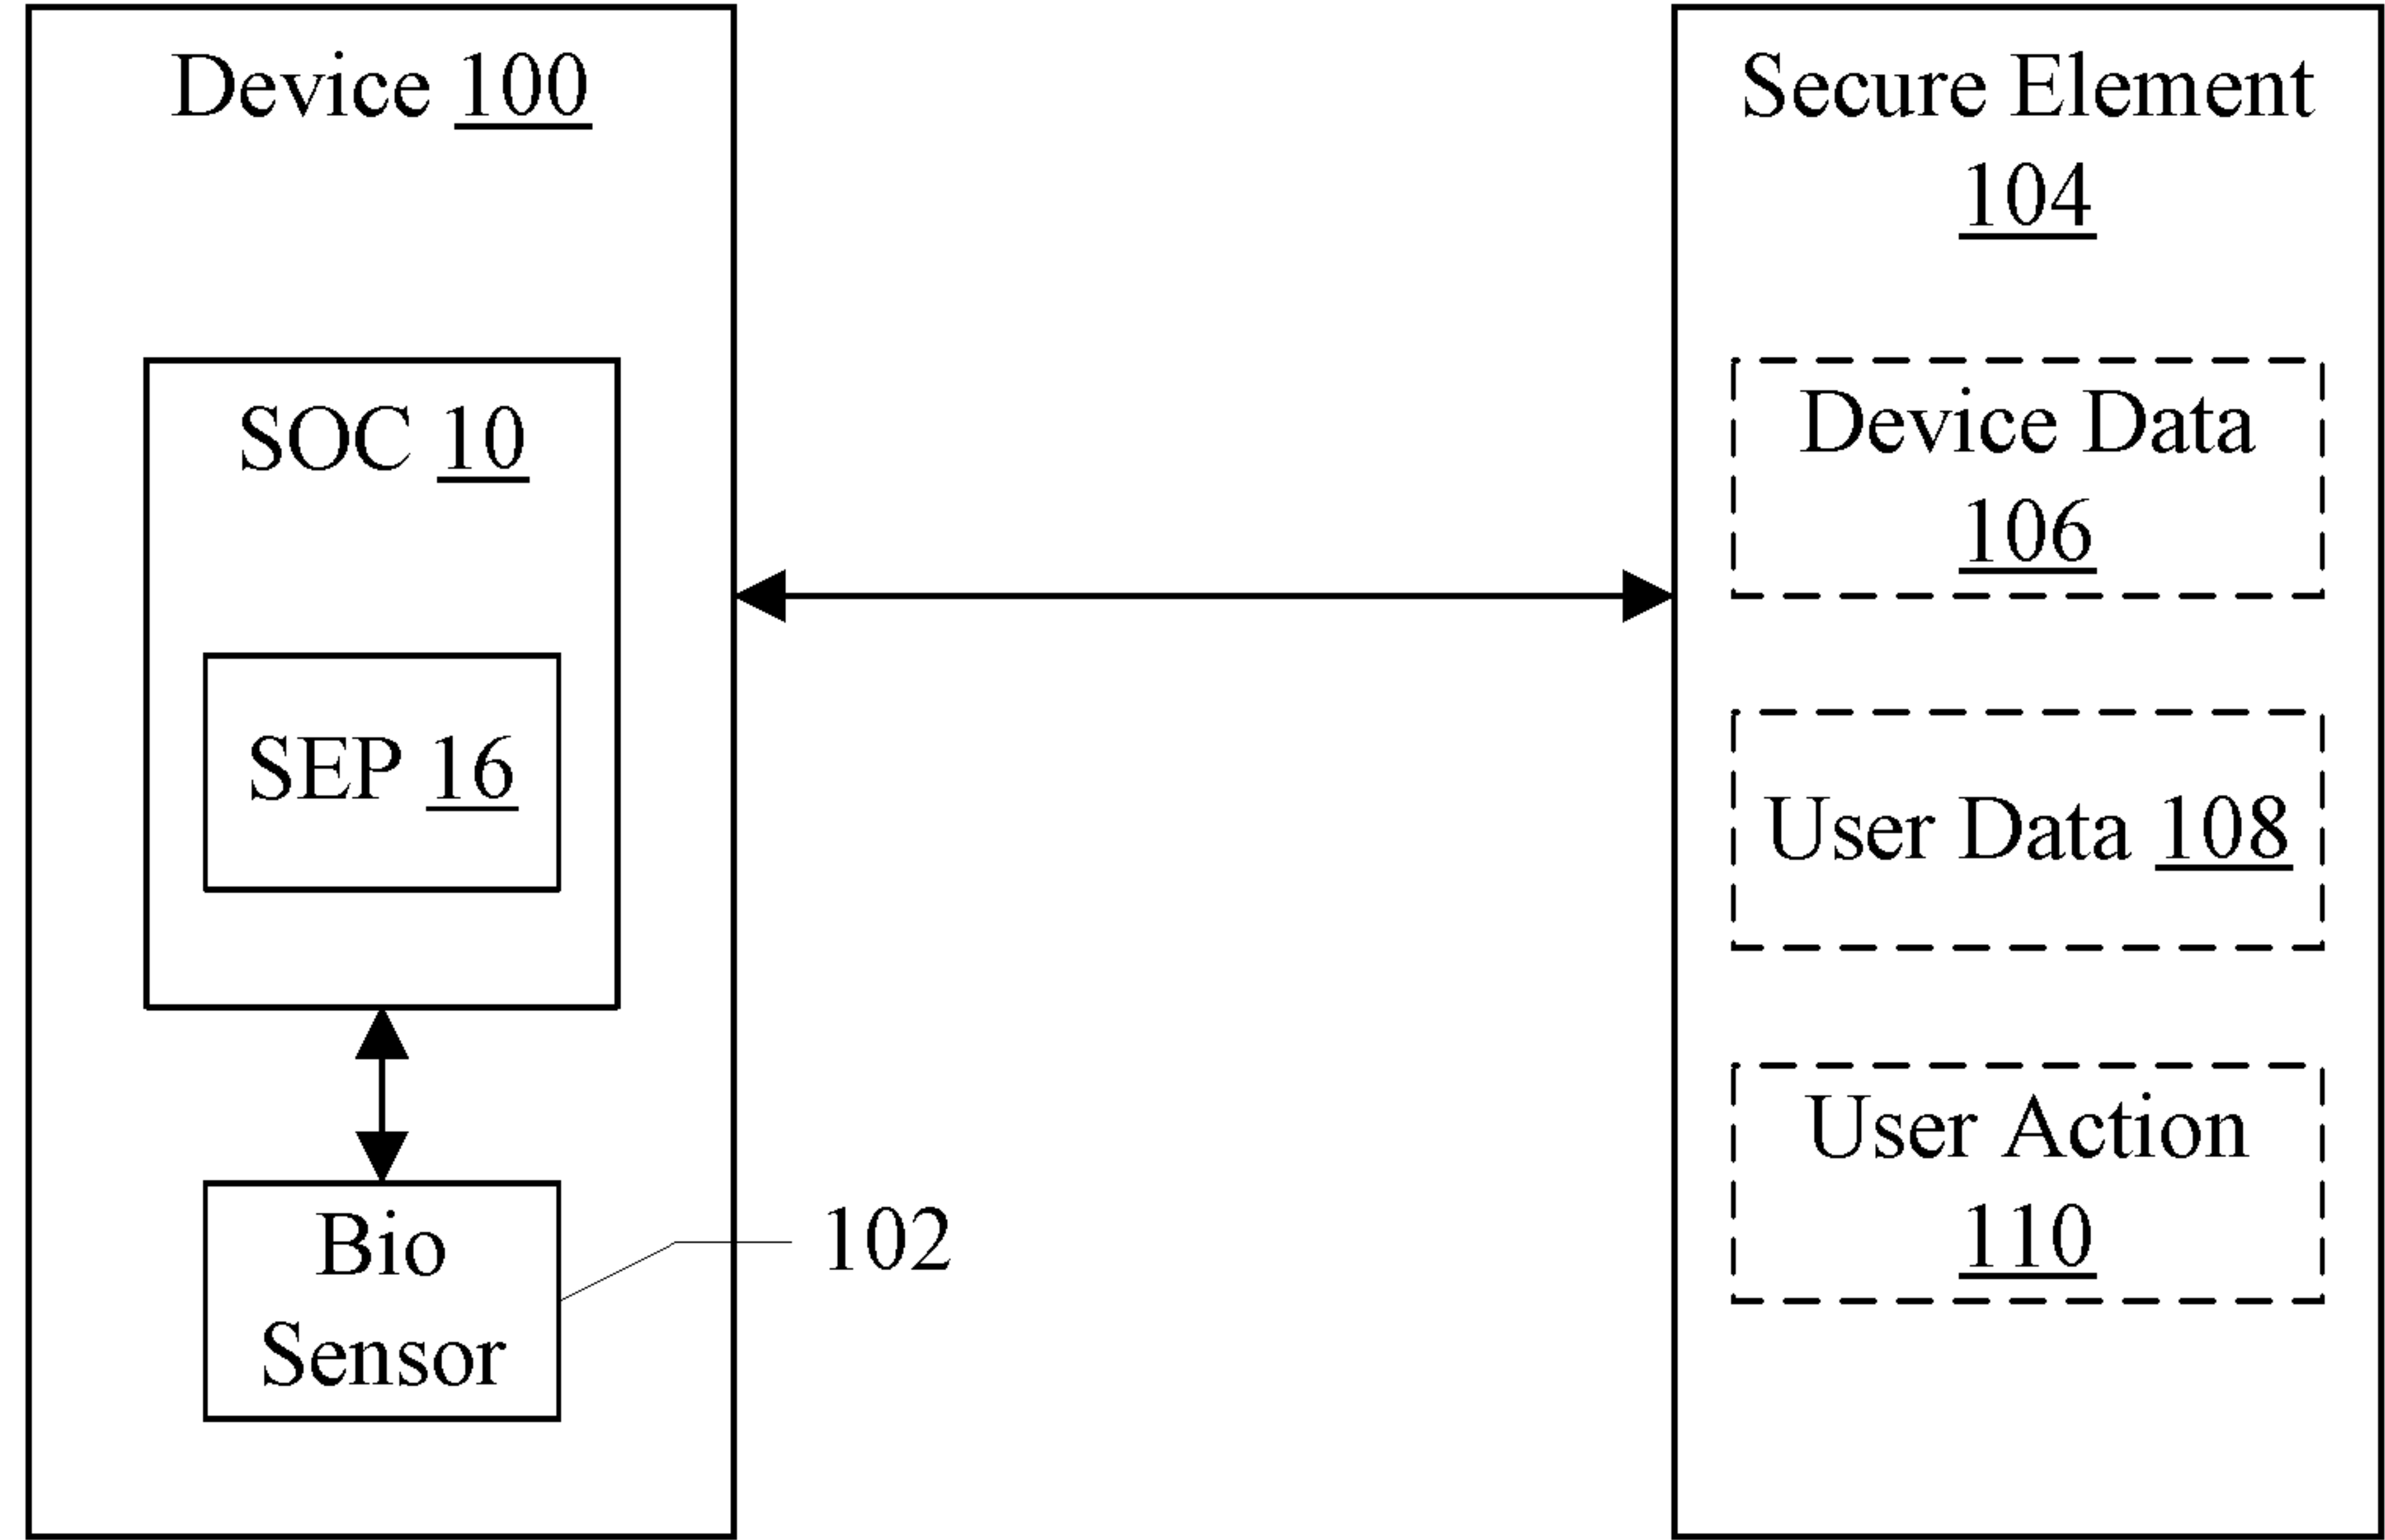 Device 100
SOC 10
SEP 16
Bio
Sensor
102
Secure Element
104
Device Data
106
User Data 108
User Action
110